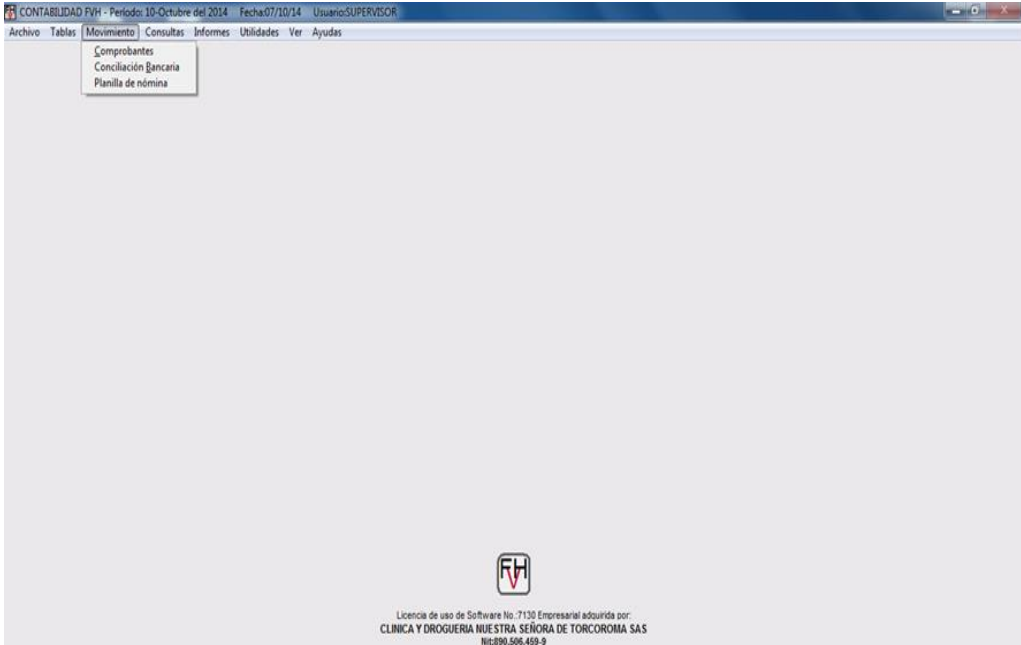 CONTABILIDAD FVH - Periodo: 10-Octubre del 2014 Fecha:07/10/14 Usuario:SUPERVISOR
Archivo Tablas Movimiento Consultas Informes Utilidades Ver Ayudas
Comprobantes
Conciliación Bancaria
Planilla de nómina
FVH
Licencia de uso de Software No.:7130 Empresarial adquirida por:
CLINICA Y DROGUERIA NUESTRA SEÑORA DE TORCOROMA SAS
Nit:890.506.459-9